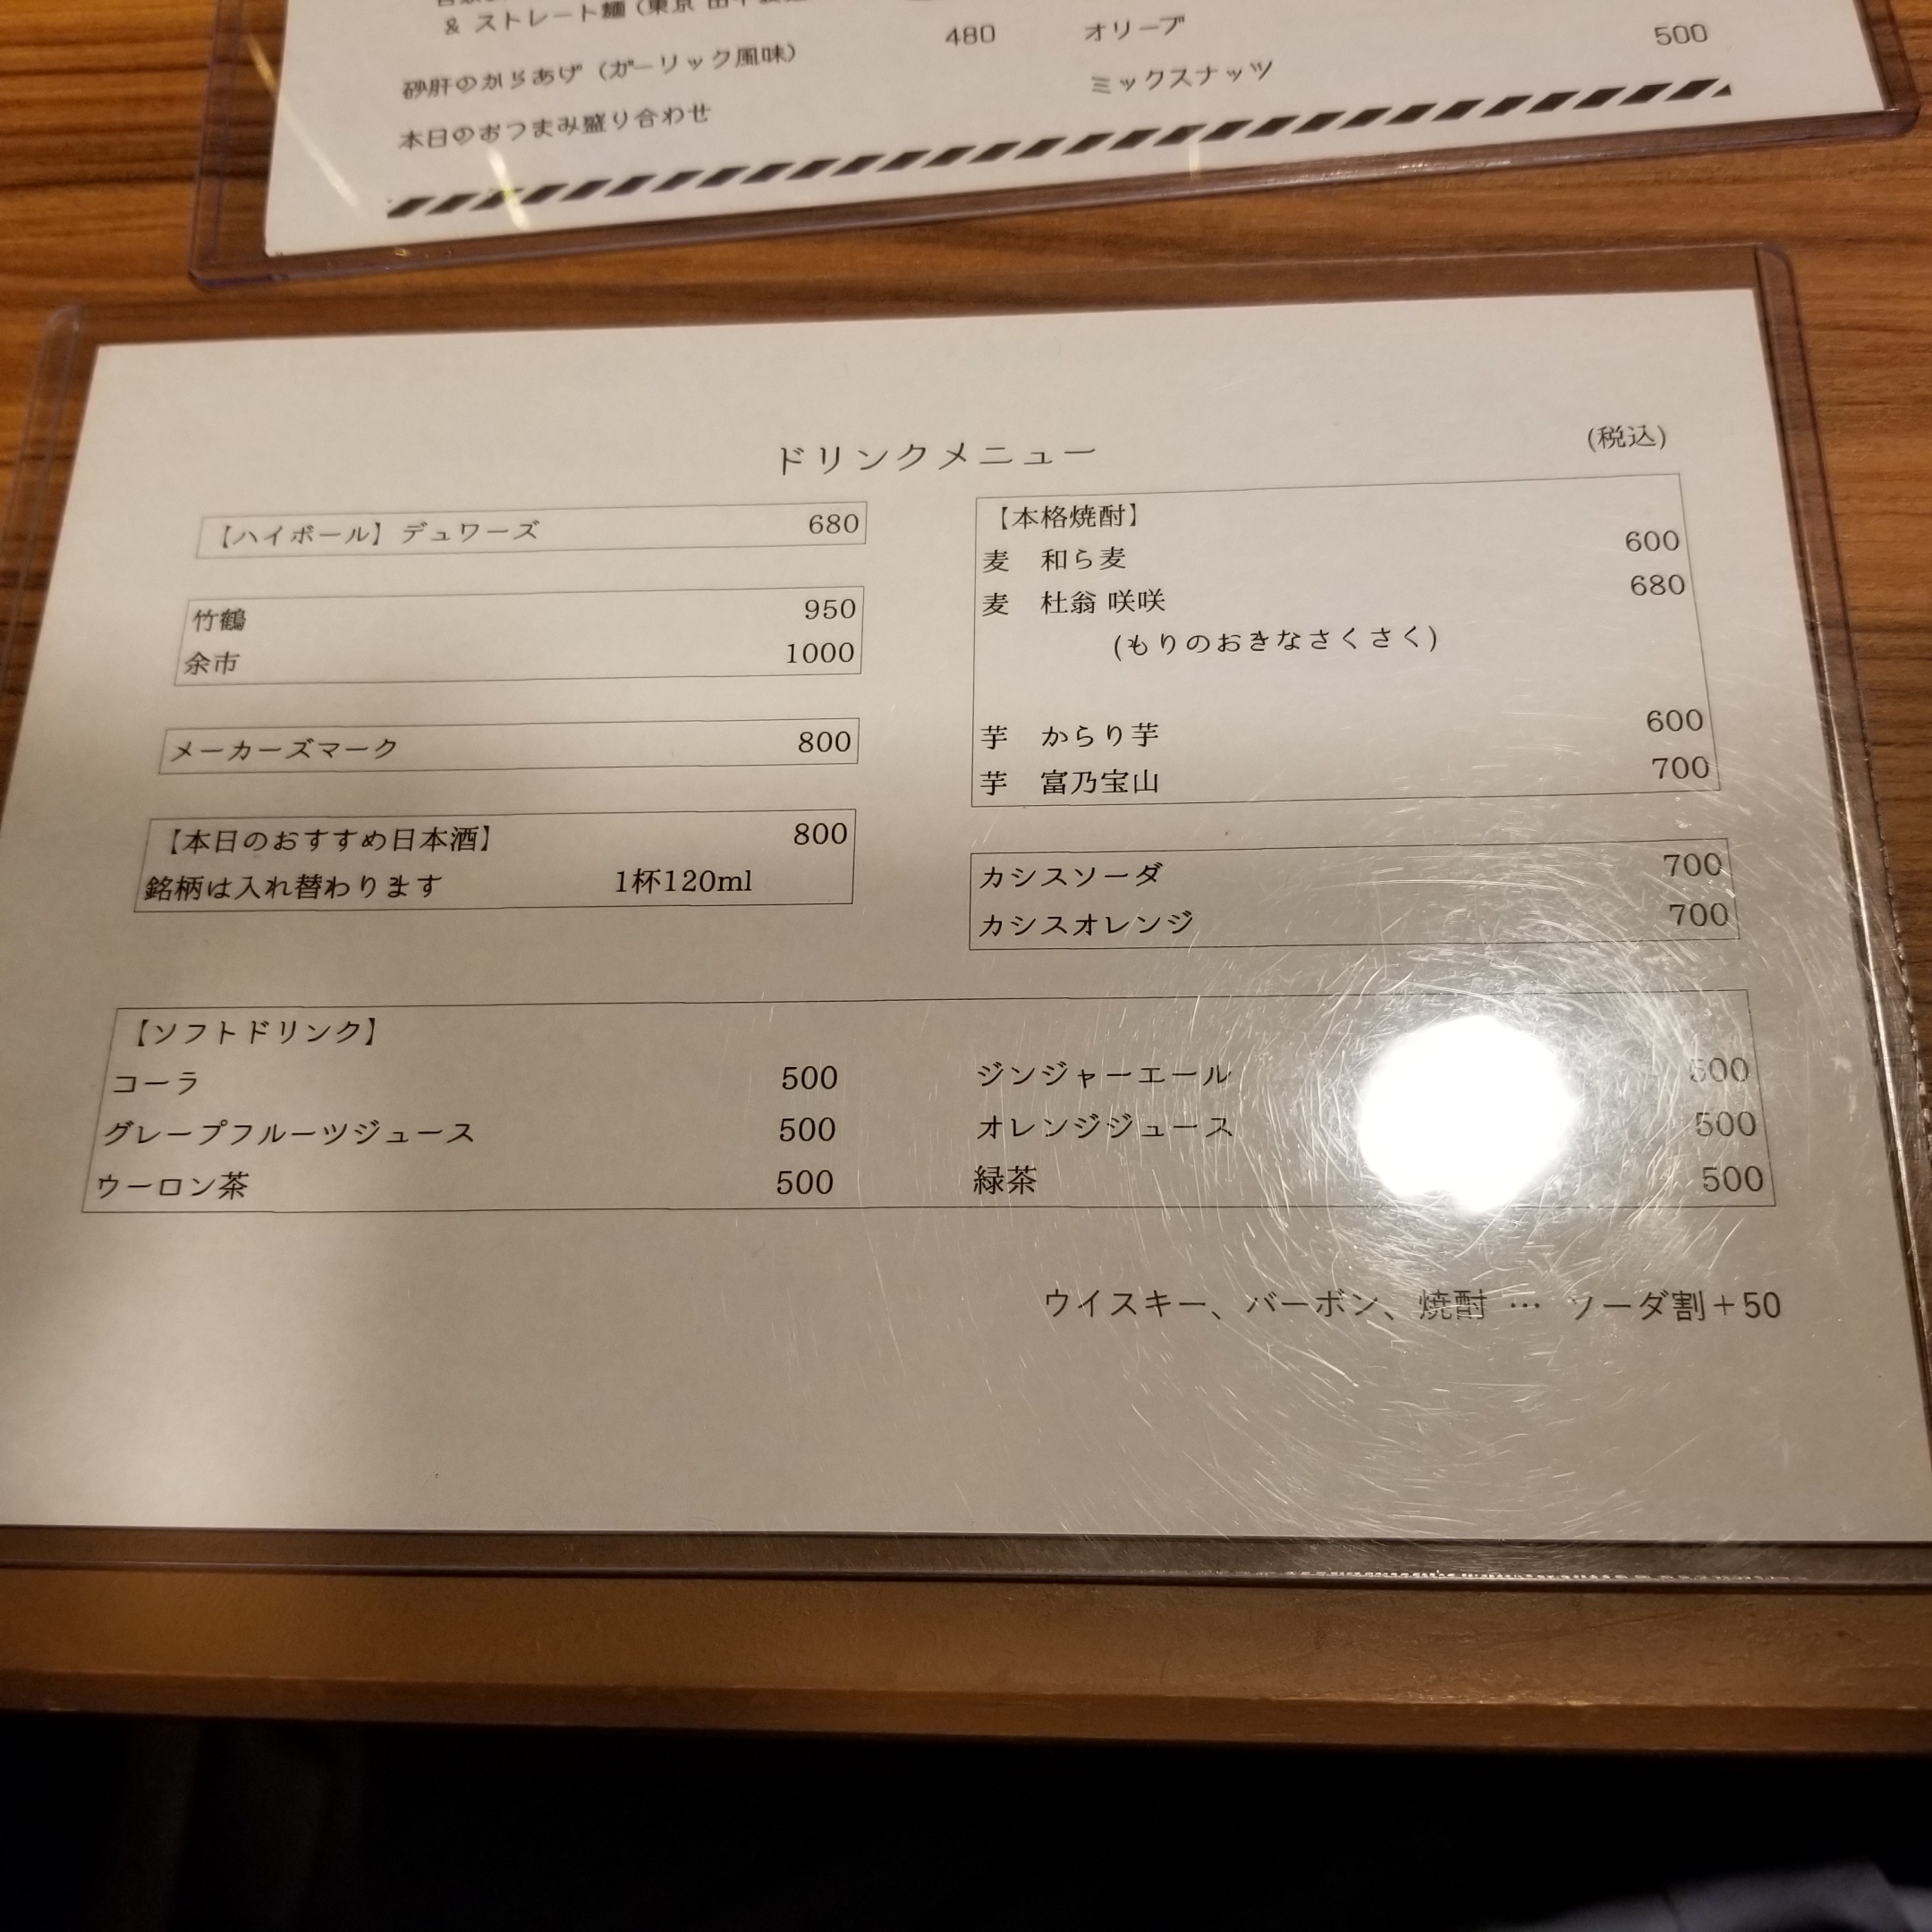 & ストレート麺（東京
砂肝のからあげ（ガーリック風味） 480
本日のおつまみ盛り合わせ
オリーブ 500
ミックスナッツ
ドリンクメニュー
(税込)
【ハイボール】デュワーズ 680
竹鶴 950
余市 1000
メーカーズマーク 800
【本日のおすすめ日本酒】 800
銘柄は入れ替わります 1杯120ml
【本格焼酎】
麦 和ら麦 600
麦 杜翁 咲咲 680
(もりのおきなさくさく)
芋 からり芋 600
芋 富乃宝山 700
カシスソーダ 700
カシスオレンジ 700
【ソフトドリンク】
コーラ 500 ジンジャーエール 500
グレープフルーツジュース 500 オレンジジュース 500
ウーロン茶 500 緑茶 500
ウイスキー、バーボン、焼酎 … ソーダ割＋50